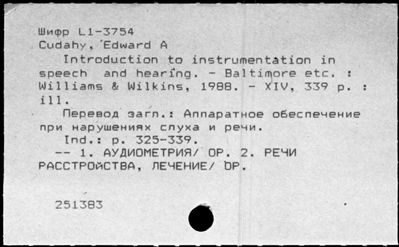 Шифр L1-3754
Cudahy, Edward A
Introduction to instrumentation in
speech and hearing. - Baltimore etc. :
Williams & Wilkins, 1988. - XIV, 339 p. :
ill.
Перевод загл.: Аппаратное обеспечение
при нарушениях слуха и речи.
Ind.: p. 325-339.
-- 1. АУДИОМЕТРИЯ/ ОР. 2. РЕЧИ
РАССТРОЙСТВА, ЛЕЧЕНИЕ/ ОР.
251383